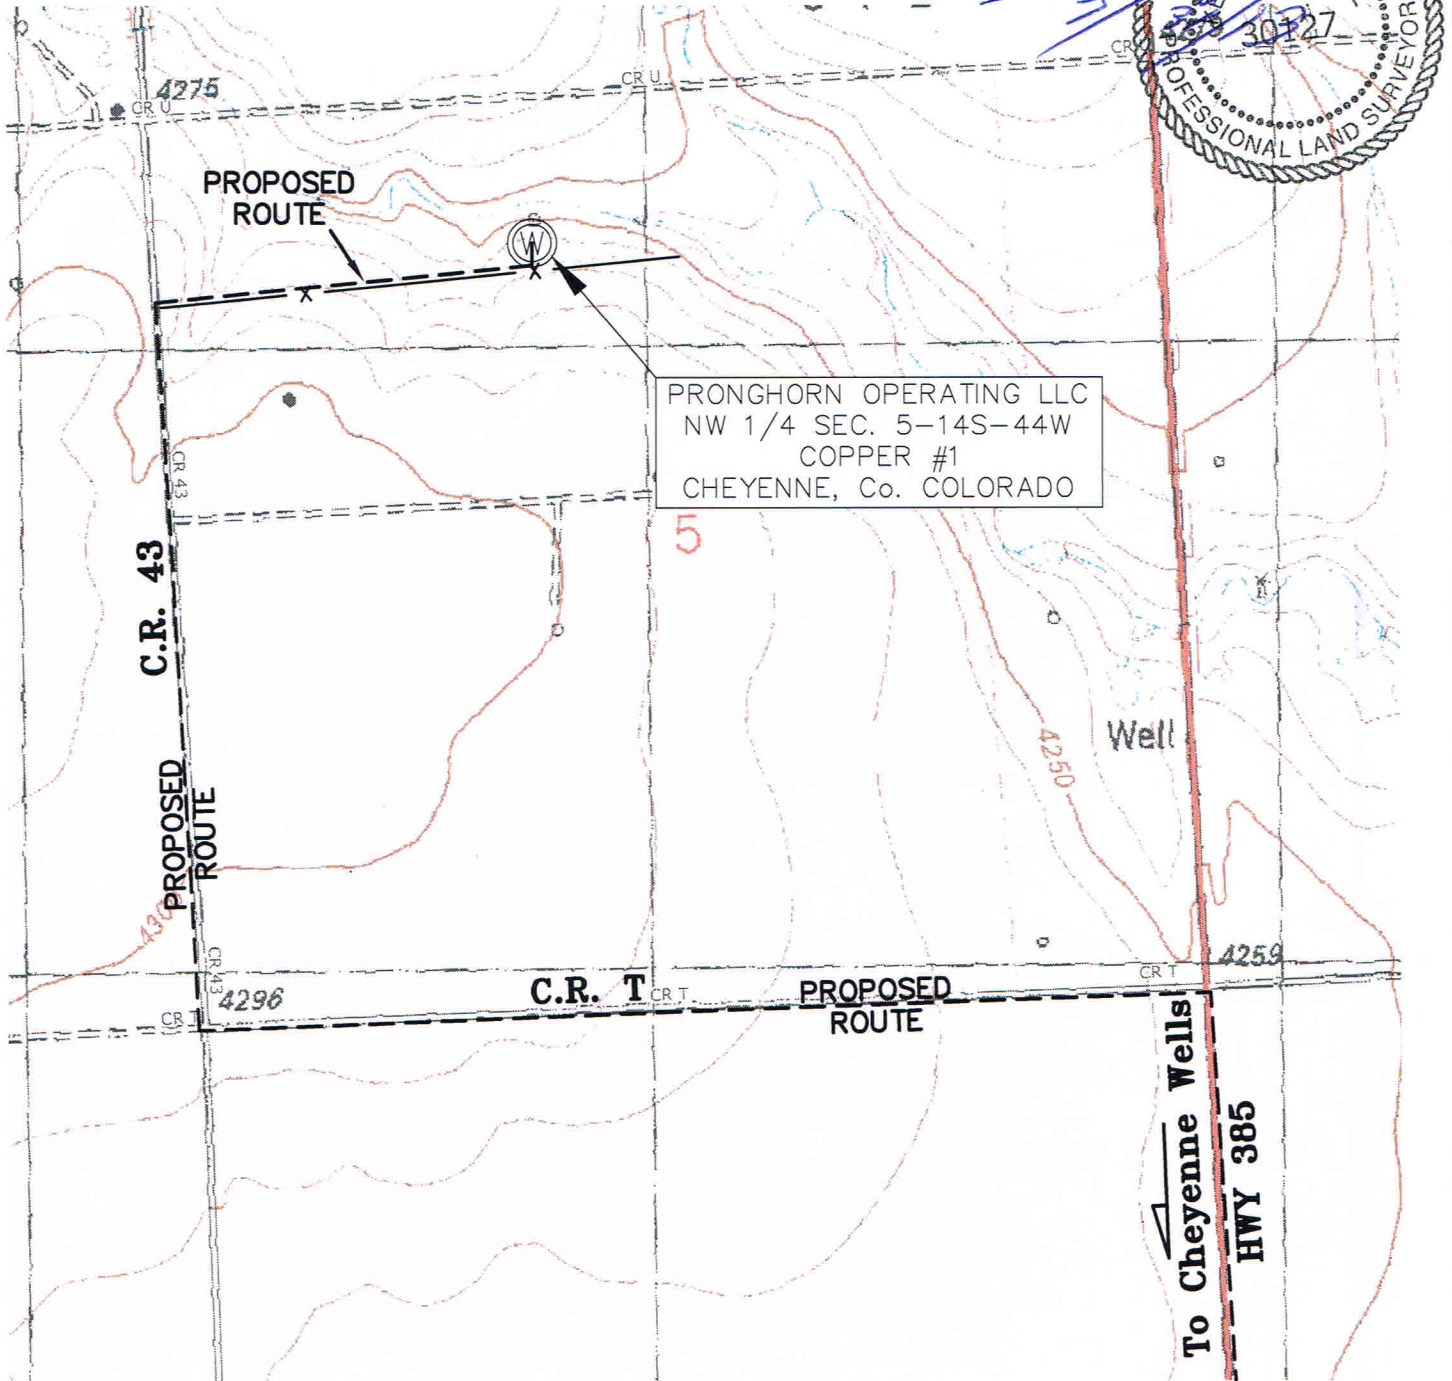 30127
PROFESSIONAL LAND SURVEYOR
CR U
4275
CR U
PROPOSED
ROUTE
W
X
X
PRONGHORN OPERATING LLC
NW 1/4 SEC. 5-14S-44W
COPPER #1
CHEYENNE, Co. COLORADO
CR 43
5
C.R. 43
Well
4250
PROPOSED
ROUTE
CR 43
4259
4296
C.R. T
CR T
CR T
CR T
PROPOSED
ROUTE
To Cheyenne Wells
HWY 385